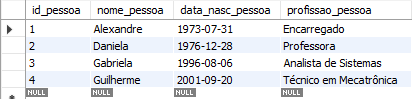 id_pessoa nome_pessoa data_nasc_pessoa profissao_pessoa
1 Alexandre 1973-07-31 Encarregado
2 Daniela 1976-12-28 Professora
3 Gabriela 1996-08-06 Analista de Sistemas
4 Guilherme 2001-09-20 Técnico em Mecatrônica
NULL NULL NULL NULL